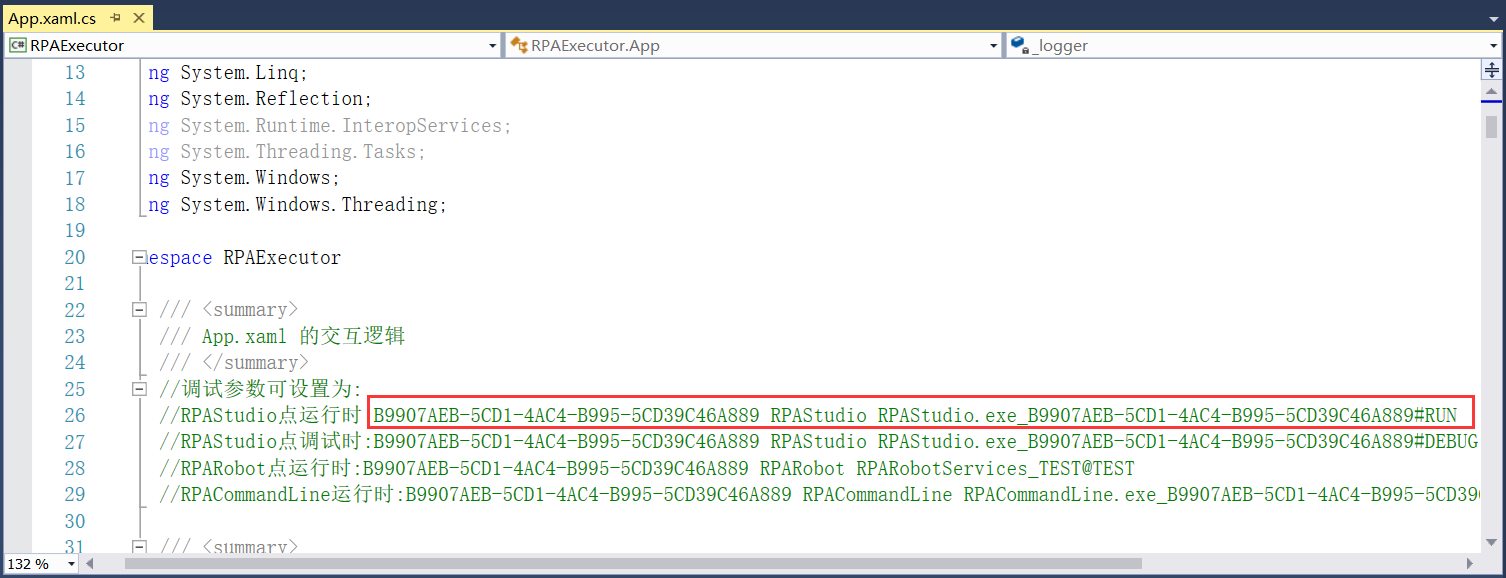 App.xaml.cs
RPAExecutor RPAExecutor.App _logger
13 ng System.Linq;
14 ng System.Reflection;
15 ng System.Runtime.InteropServices;
16 ng System.Threading.Tasks;
17 ng System.Windows;
18 ng System.Windows.Threading;
19
20 espace RPAExecutor
21
22 /// <summary>
23 /// App.xaml 的交互逻辑
24 /// </summary>
25 //调试参数可设置为:
26 //RPAStudio点运行时 B9907AEB-5CD1-4AC4-B995-5CD39C46A889 RPAStudio RPAStudio.exe_B9907AEB-5CD1-4AC4-B995-5CD39C46A889#RUN
27 //RPAStudio点调试时:B9907AEB-5CD1-4AC4-B995-5CD39C46A889 RPAStudio RPAStudio.exe_B9907AEB-5CD1-4AC4-B995-5CD39C46A889#DEBUG
28 //RPARobot点运行时:B9907AEB-5CD1-4AC4-B995-5CD39C46A889 RPARobot RPARobotServices_TEST@TEST
29 //RPACommandLine运行时:B9907AEB-5CD1-4AC4-B995-5CD39C46A889 RPACommandLine RPACommandLine.exe_B9907AEB-5CD1-4AC4-B995-5CD39
30
31 /// <summary>
132 %